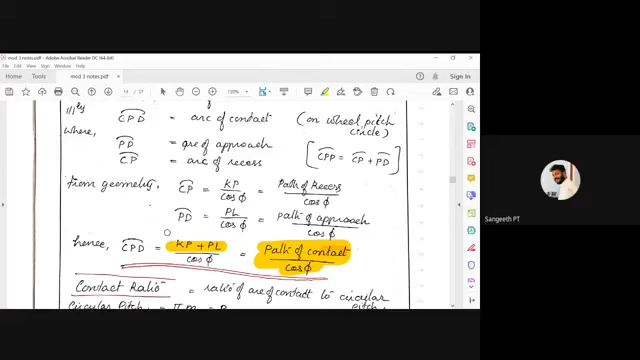 mod 3 notes.pdf - Adobe Acrobat Reader DC (64-bit)
File Edit View Sign Window Help
Home Tools mod 3 notes.pdf × Sign In
14 / 37 130%
|||ly CPD = arc of contact (on wheel pitch circle)
where,
PD = arc of approach
CP = arc of recess [CPD = CP + PD]
from geometry, CP = KP/cos φ = Path of Recess/cos φ
PD = PL/cos φ = path of approach/cos φ
hence, CPD = KP + PL/cos φ = Path of contact/cos φ
Contact Ratio = ratio of arc of contact to circular pitch.
Circular Pitch = π m =
Sangeeth PT